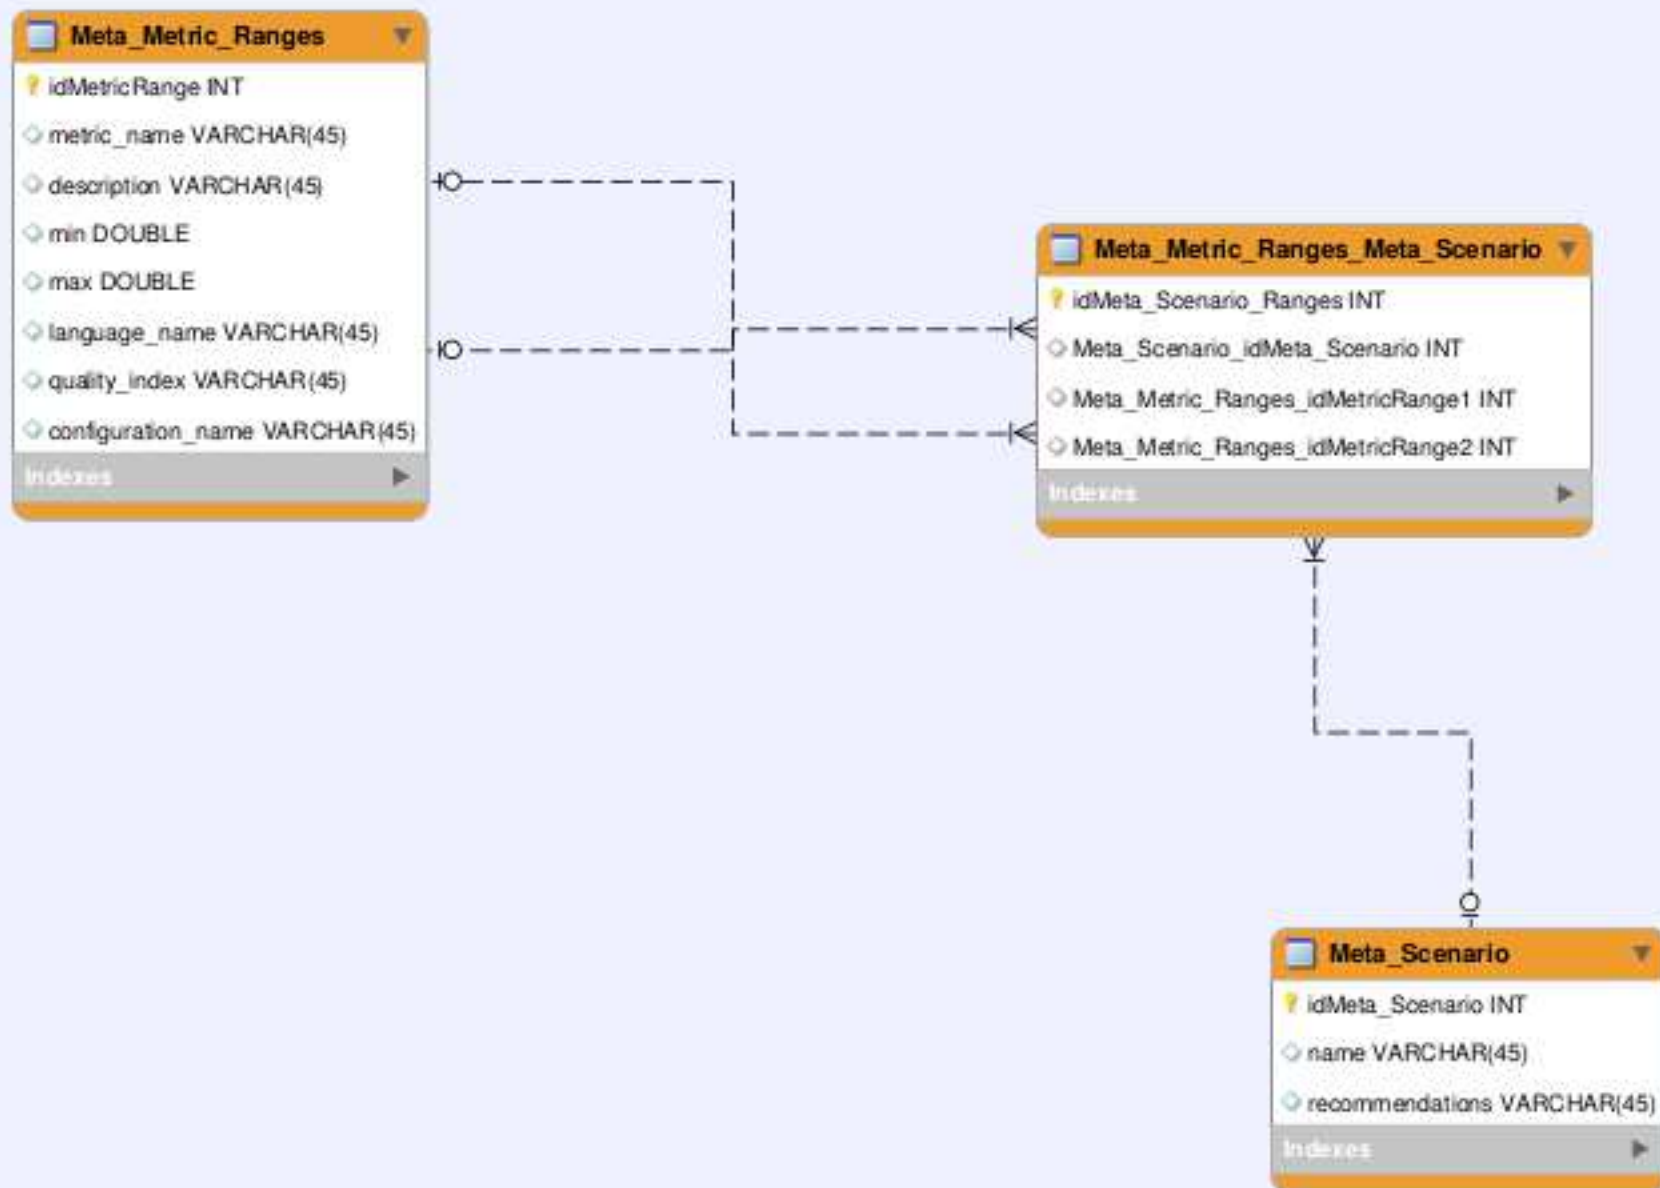 Meta_Metric_Ranges
idMetricRange INT
metric_name VARCHAR(45)
description VARCHAR(45)
min DOUBLE
max DOUBLE
language_name VARCHAR(45)
quality_index VARCHAR(45)
configuration_name VARCHAR(45)
Indexes
Meta_Metric_Ranges_Meta_Scenario
idMeta_Scenario_Ranges INT
Meta_Scenario_idMeta_Scenario INT
Meta_Metric_Ranges_idMetricRange1 INT
Meta_Metric_Ranges_idMetricRange2 INT
Indexes
Meta_Scenario
idMeta_Scenario INT
name VARCHAR(45)
recommendations VARCHAR(45)
Indexes